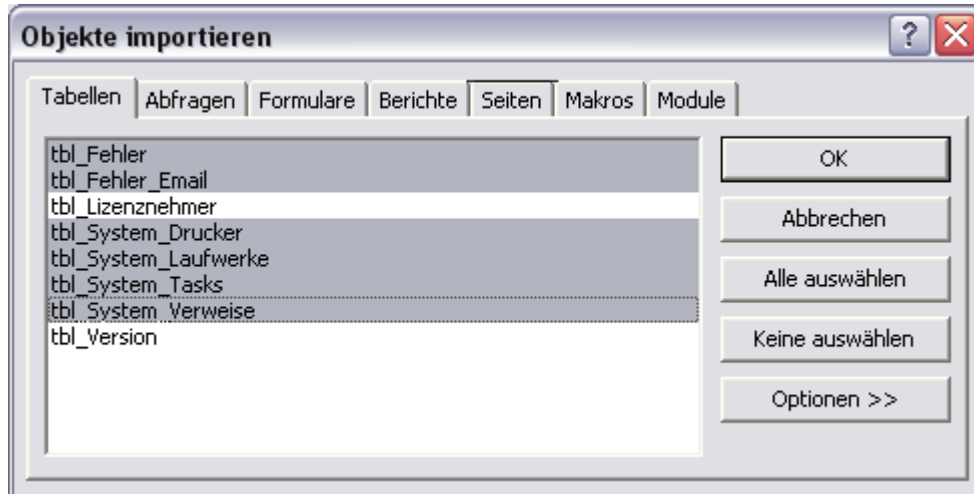 Objekte importieren
Tabellen Abfragen Formulare Berichte Seiten Makros Module
tbl_Fehler
tbl_Fehler_Email
tbl_Lizenznehmer
tbl_System_Drucker
tbl_System_Laufwerke
tbl_System_Tasks
tbl_System_Verweise
tbl_Version
OK
Abbrechen
Alle auswählen
Keine auswählen
Optionen >>